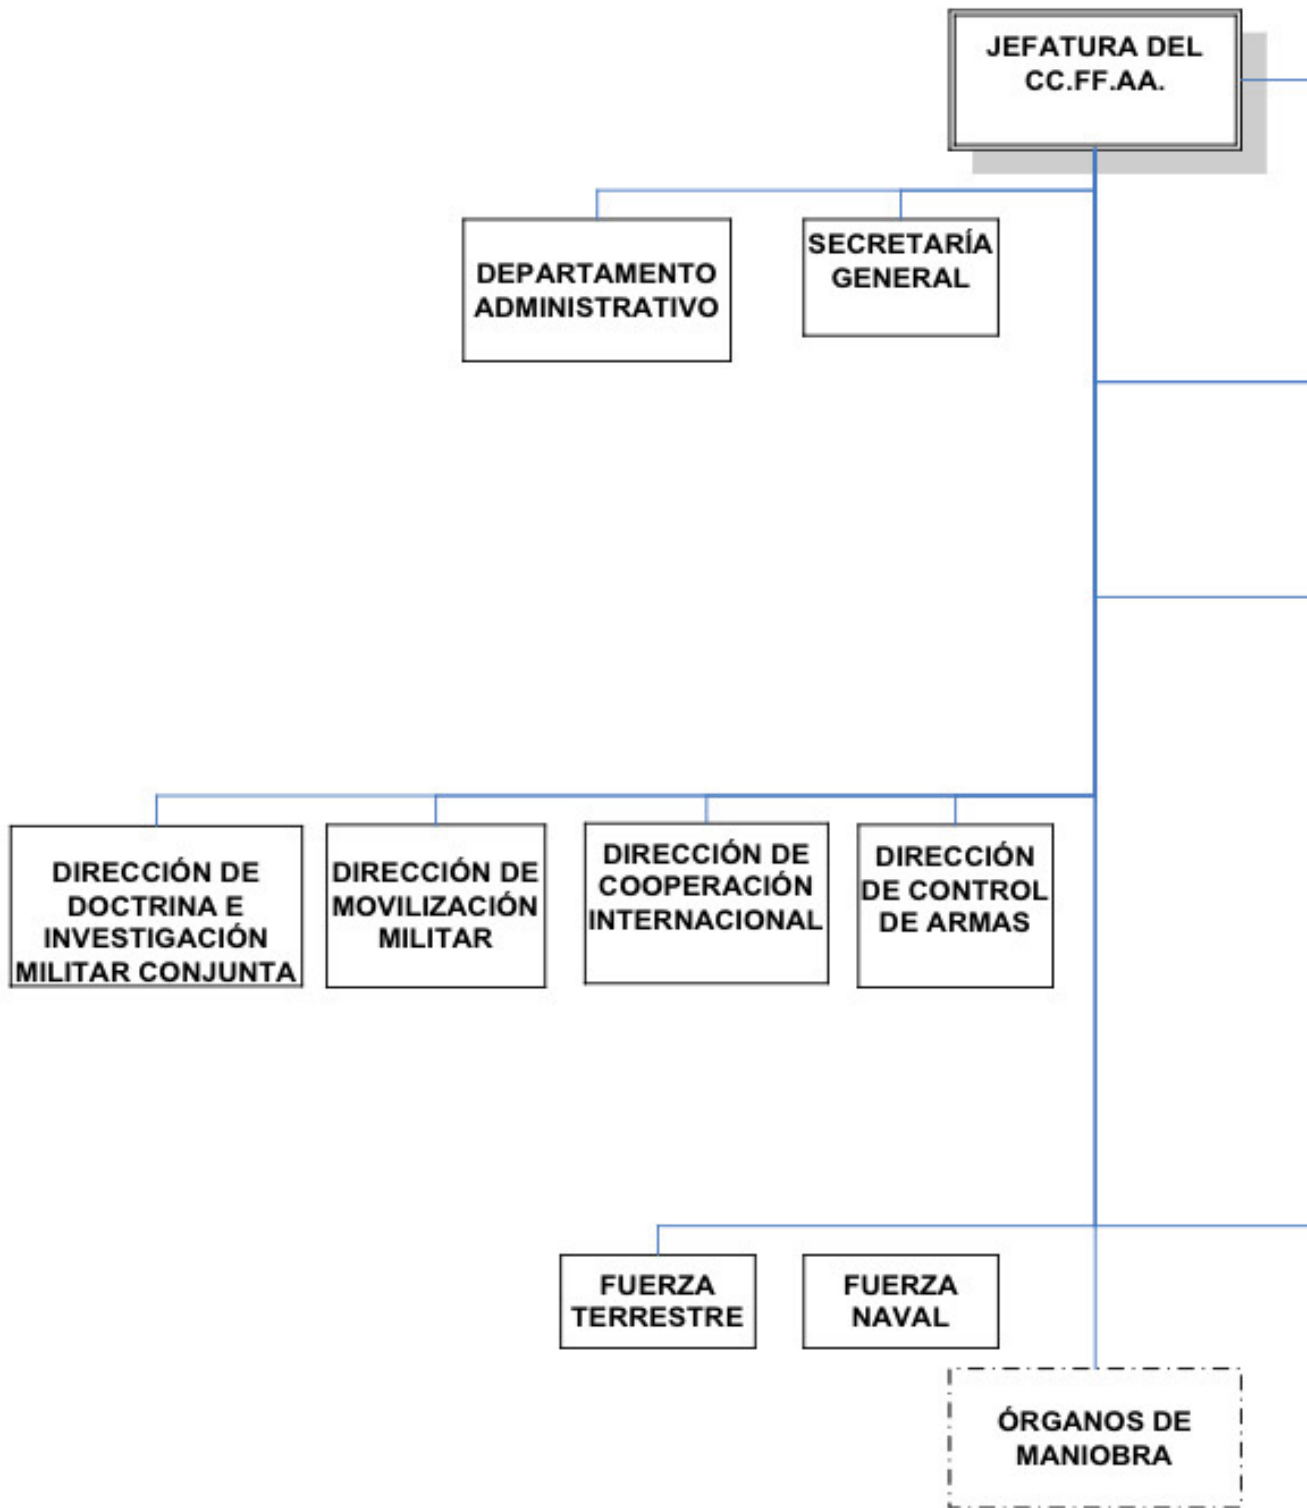 JEFATURA DEL
CC.FF.AA.
DEPARTAMENTO
ADMINISTRATIVO
SECRETARÍA
GENERAL
DIRECCIÓN DE
DOCTRINA E
INVESTIGACIÓN
MILITAR CONJUNTA
DIRECCIÓN DE
MOVILIZACIÓN
MILITAR
DIRECCIÓN DE
COOPERACIÓN
INTERNACIONAL
DIRECCIÓN
DE CONTROL
DE ARMAS
FUERZA
TERRESTRE
FUERZA
NAVAL
ÓRGANOS DE
MANIOBRA